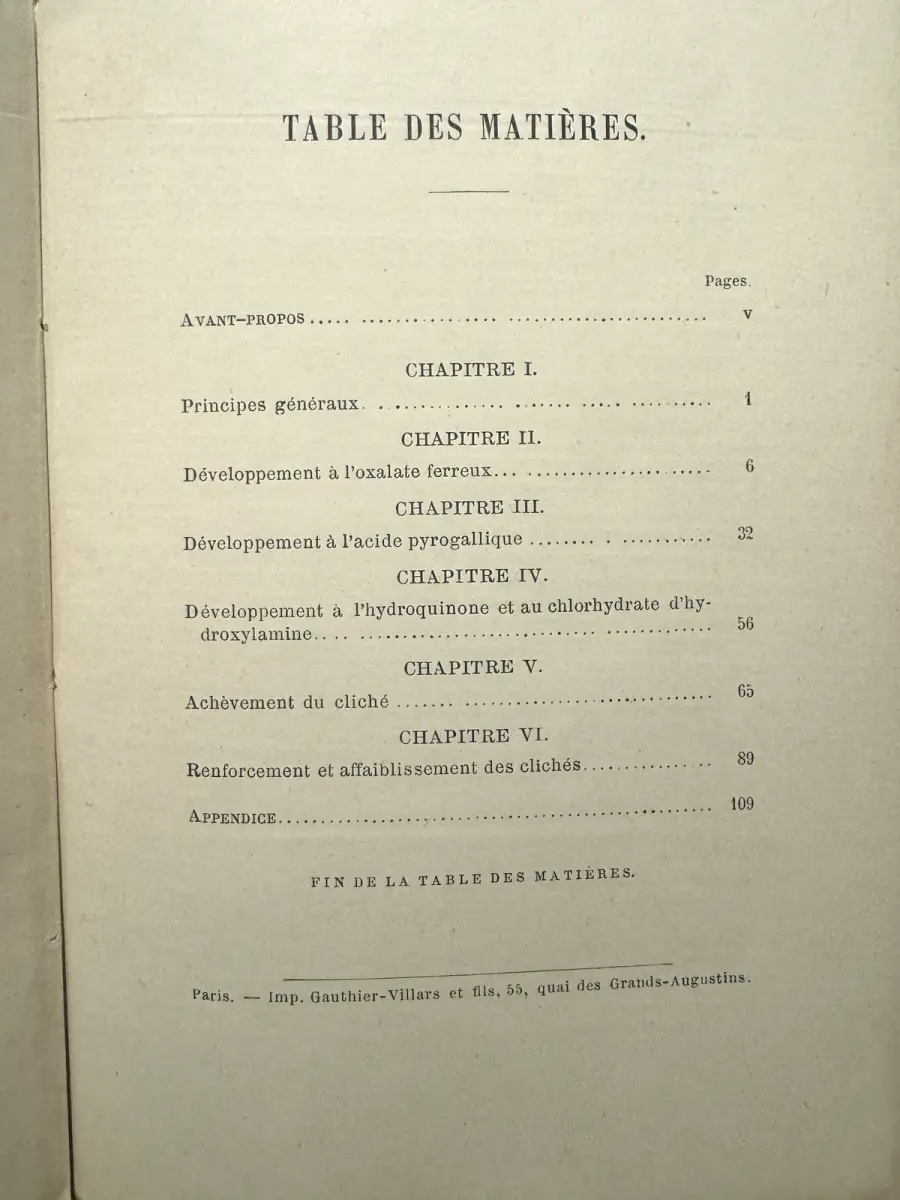 TABLE DES MATIÈRES.
Pages.
AVANT-PROPOS..... ........................ ............................ v
CHAPITRE I.
Principes généraux. ...................... ....... ..... ............ 1
CHAPITRE II.
Développement à l'oxalate ferreux... ........................... 6
CHAPITRE III.
Développement à l'acide pyrogallique ......... . .............. 32
CHAPITRE IV.
Développement à l'hydroquinone et au chlorhydrate d'hy-
droxylamine.. .. ................................ .............. 56
CHAPITRE V.
Achèvement du cliché ....... ................................... 65
CHAPITRE VI.
Renforcement et affaiblissement des clichés................. 89
APPENDICE....................................................... 109
FIN DE LA TABLE DES MATIÈRES.
Paris. — Imp. Gauthier-Villars et fils, 55, quai des Grands-Augustins.